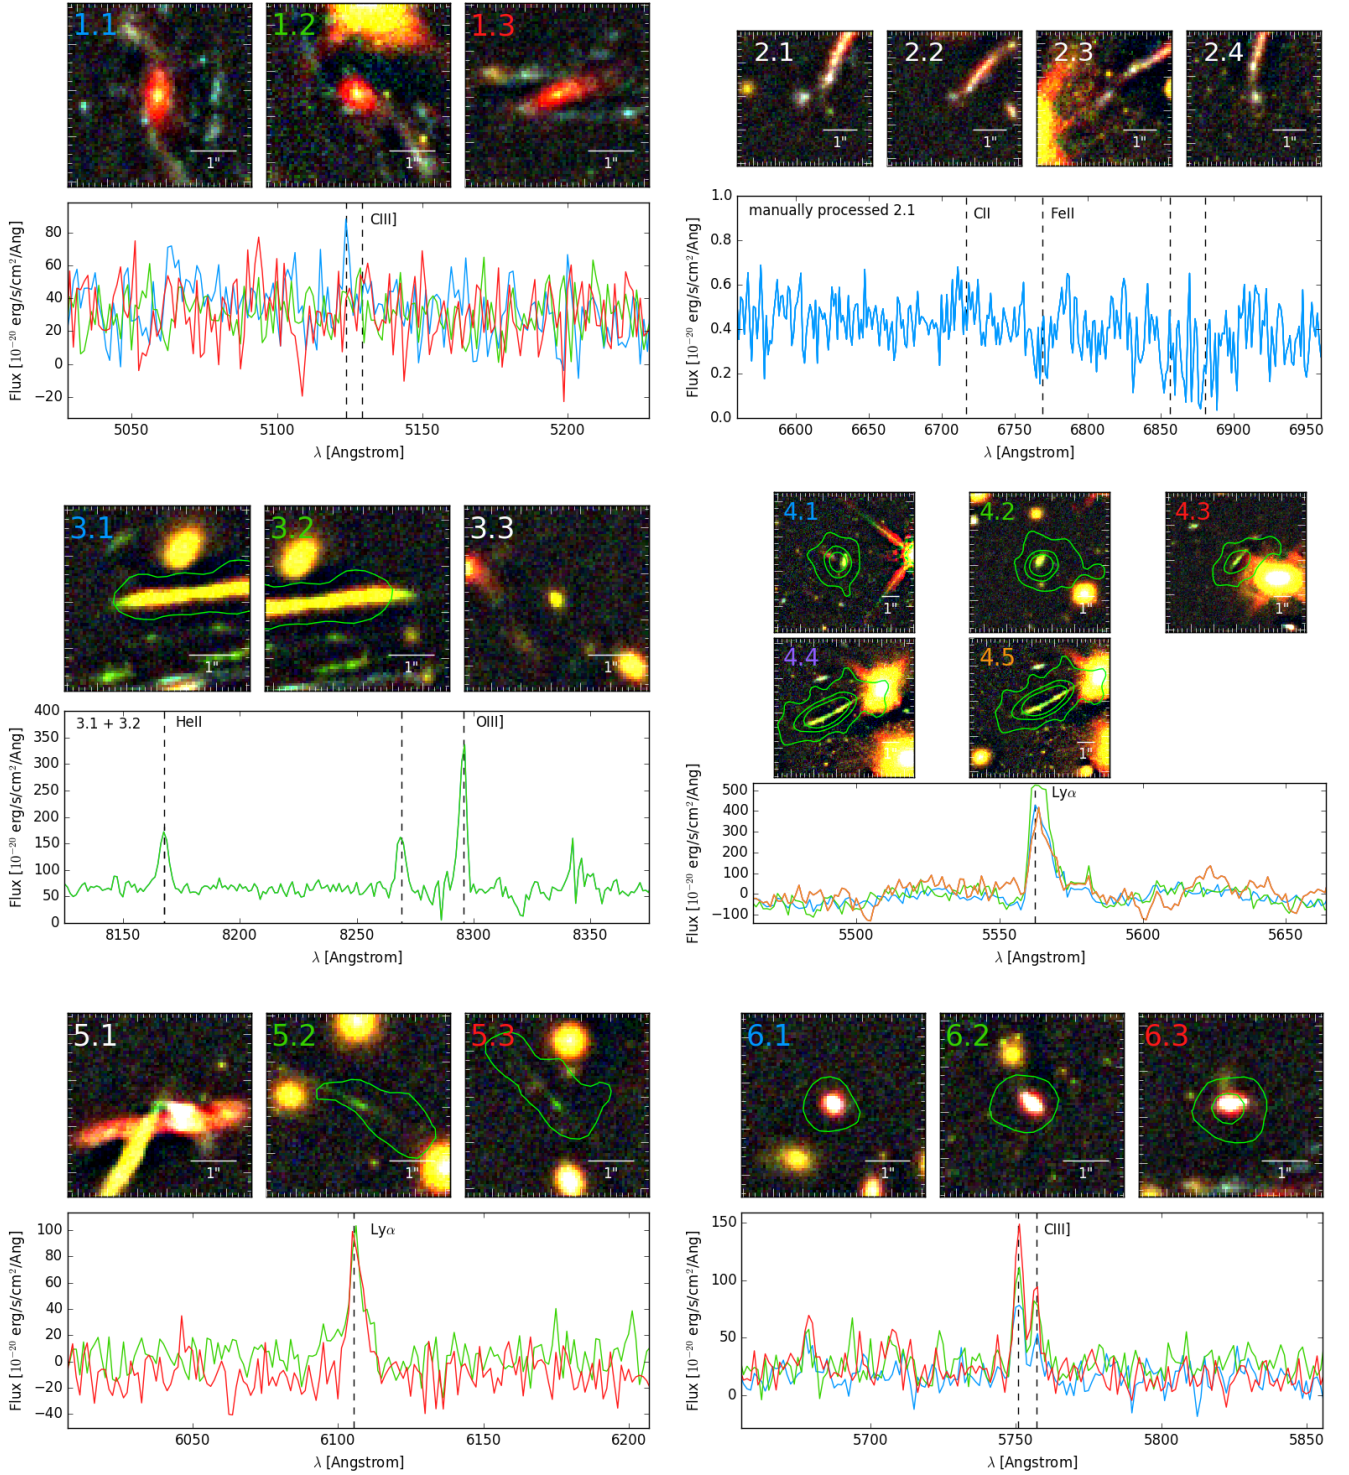 1.1 1.2 1.3
1" 1" 1"
CIII]
80
60
40
20
0
−20
Flux [10⁻²⁰ erg/s/cm²/Ang]
5050 5100 5150 5200
λ [Angstrom]
2.1 2.2 2.3 2.4
1" 1" 1" 1"
manually processed 2.1 CII FeII
1.0
0.8
0.6
0.4
0.2
0.0
Flux [10⁻²⁰ erg/s/cm²/Ang]
6600 6650 6700 6750 6800 6850 6900 6950
λ [Angstrom]
3.1 3.2 3.3
1" 1" 1"
3.1 + 3.2 HeII OIII]
400
350
300
250
200
150
100
50
0
Flux [10⁻²⁰ erg/s/cm²/Ang]
8150 8200 8250 8300 8350
λ [Angstrom]
4.1 4.2 4.3
1" 1" 1"
4.4 4.5
1" 1"
Lyα
500
400
300
200
100
0
−100
Flux [10⁻²⁰ erg/s/cm²/Ang]
5500 5550 5600 5650
λ [Angstrom]
5.1 5.2 5.3
1" 1" 1"
Lyα
100
80
60
40
20
0
−20
−40
Flux [10⁻²⁰ erg/s/cm²/Ang]
6050 6100 6150 6200
λ [Angstrom]
6.1 6.2 6.3
1" 1" 1"
CIII]
150
100
50
0
Flux [10⁻²⁰ erg/s/cm²/Ang]
5700 5750 5800 5850
λ [Angstrom]